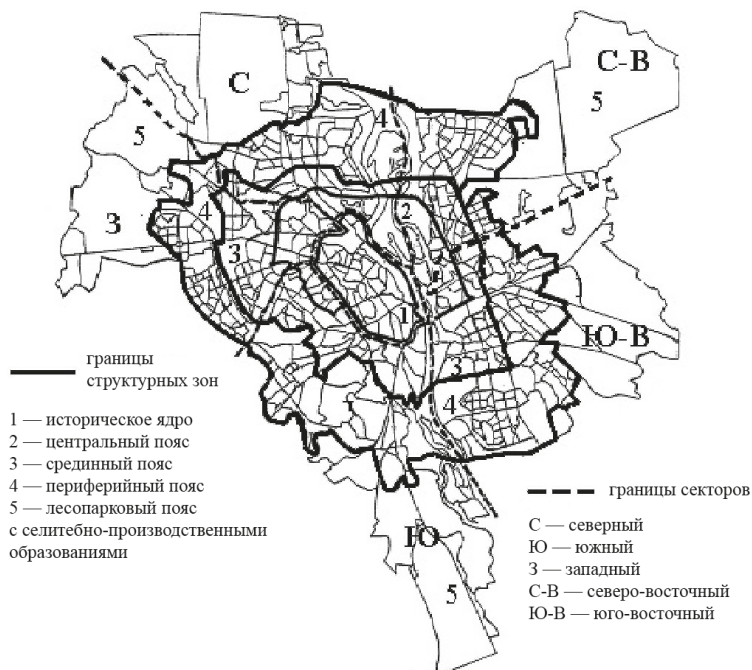 С
С-В
5
4
5
З
4
2
3
1
Ю-В
3
4
границы
структурных зон
1 — историческое ядро
2 — центральный пояс
3 — срединный пояс
4 — периферийный пояс
5 — лесопарковый пояс
с селитебно-производственными
образованиями
Ю
5
границы секторов
С — северный
Ю — южный
З — западный
С-В — северо-восточный
Ю-В — юго-восточный